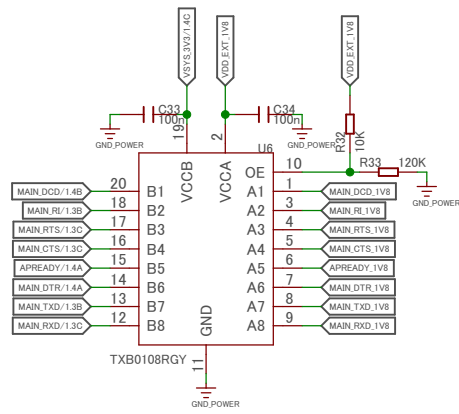 VSYS_3V3/1.4C
VDD_EXT_1V8
VDD_EXT_1V8
C33
100n
C34
100n
GND_POWER
GND_POWER
R32
10K
19
2
U6
R33
120K
10
VCCB
VCCA
OE
GND_POWER
MAIN_DCD/1.4B
20
B1
A1
1
MAIN_DCD_1V8
MAIN_RI/1.3B
18
B2
A2
3
MAIN_RI_1V8
MAIN_RTS/1.3C
17
B3
A3
4
MAIN_RTS_1V8
MAIN_CTS/1.3C
16
B4
A4
5
MAIN_CTS_1V8
APREADY/1.4A
15
B5
A5
6
APREADY_1V8
MAIN_DTR/1.4A
14
B6
A6
7
MAIN_DTR_1V8
MAIN_TXD/1.3B
13
B7
A7
8
MAIN_TXD_1V8
MAIN_RXD/1.3C
12
B8
A8
9
MAIN_RXD_1V8
GND
TXB0108RGY
11
GND_POWER